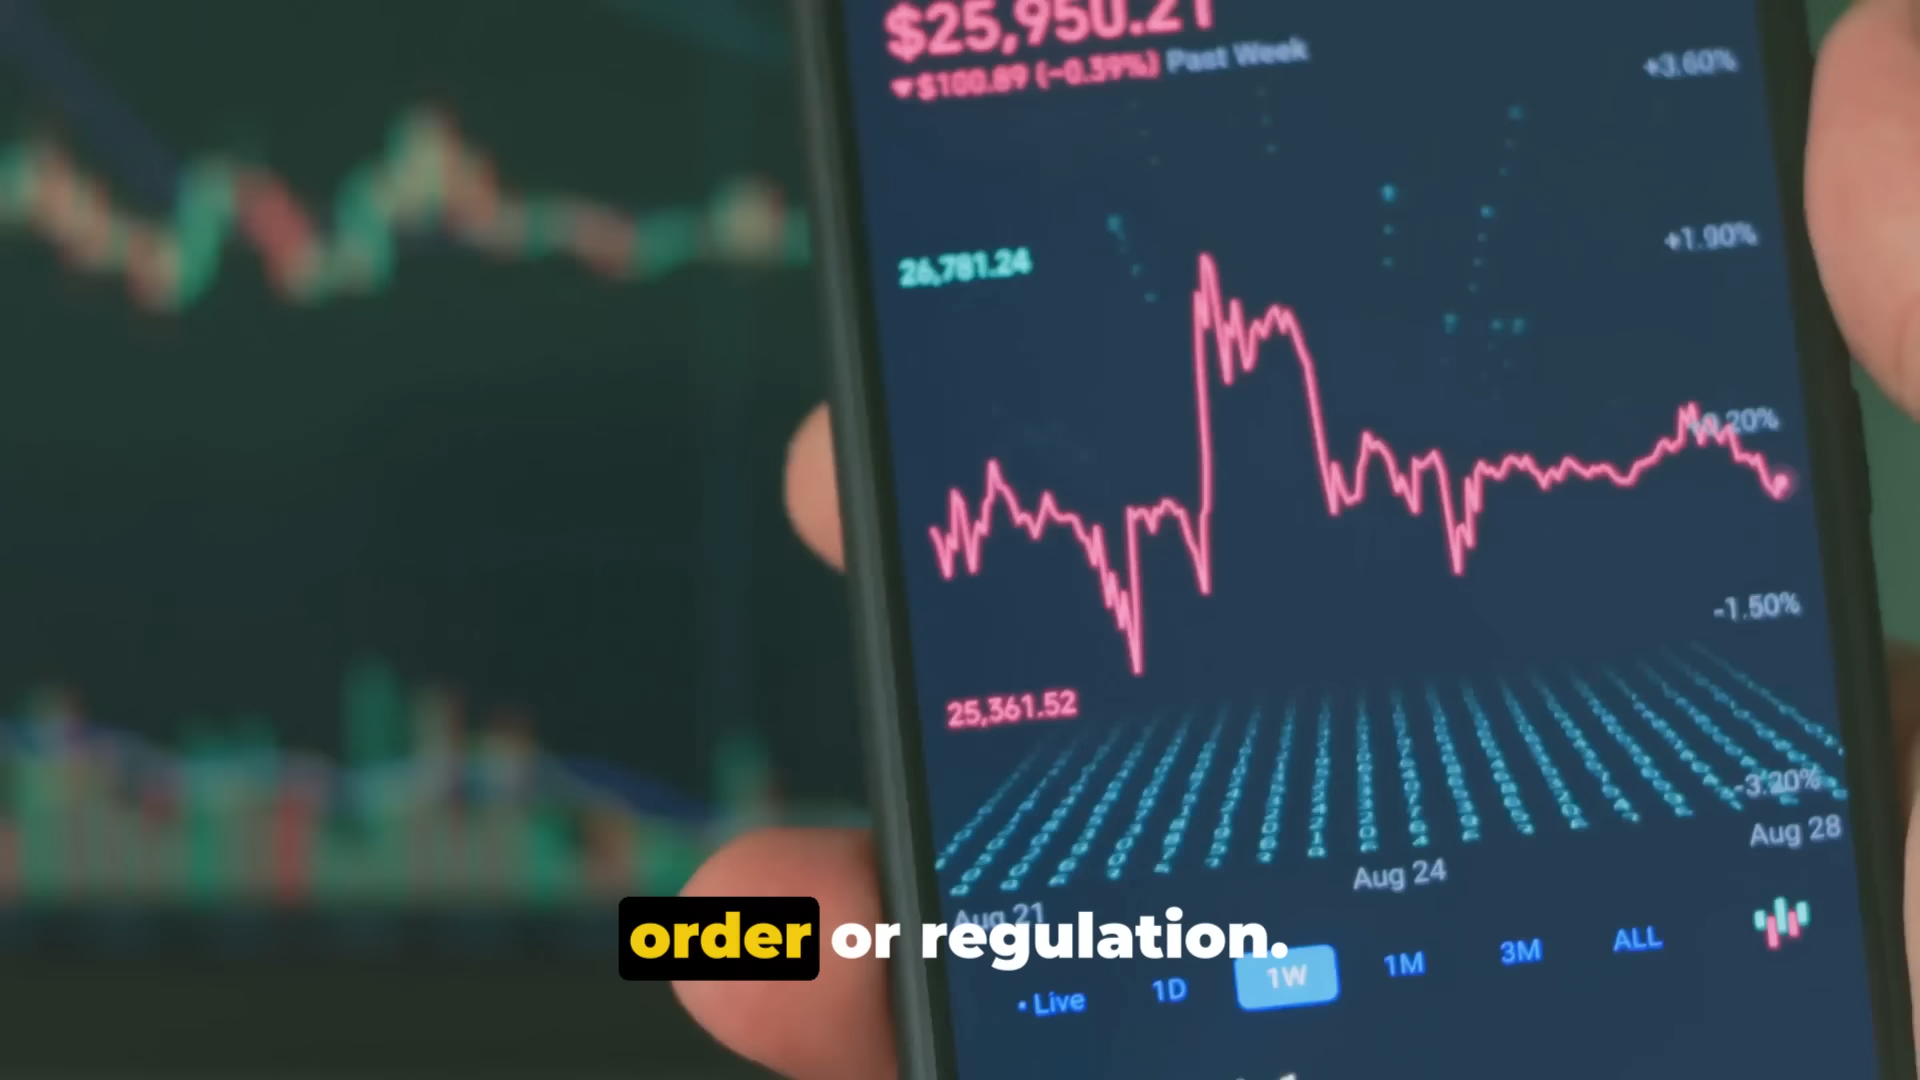 $25,950.21
▼$100.89 (-0.39%) Past Week
+3.60%
+1.90%
26,781.24
25,361.52
-1.50%
-3.20%
Aug 21
Aug 24
Aug 28
order or regulation.
• Live
1D
1W
1M
3M
ALL